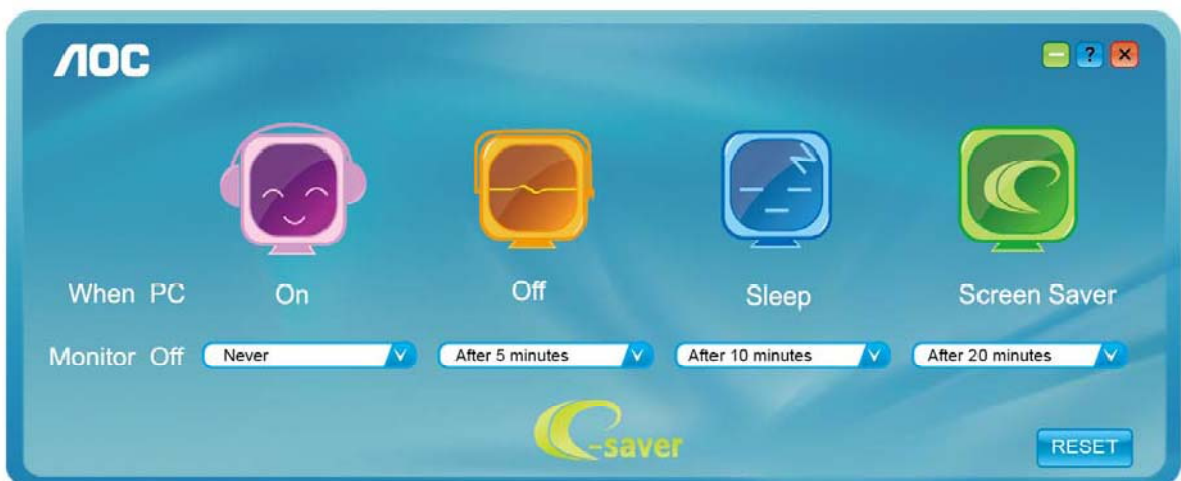 AOC
?
When PC On Off Sleep Screen Saver
Monitor Off Never After 5 minutes After 10 minutes After 20 minutes
e-saver
RESET